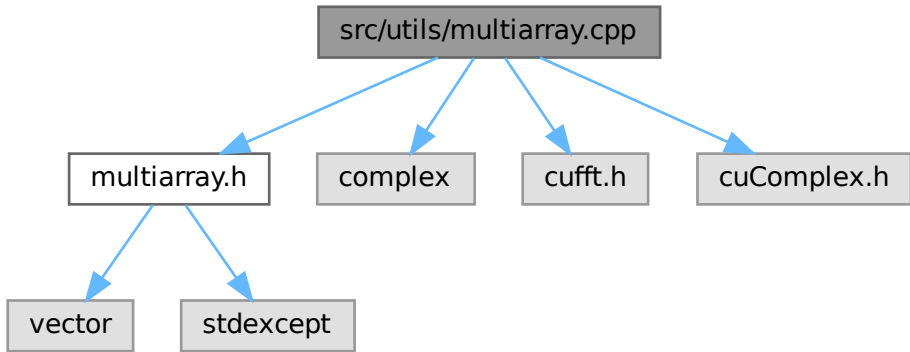 src/utils/multiarray.cpp
multiarray.h
complex
cufft.h
cuComplex.h
vector
stdexcept